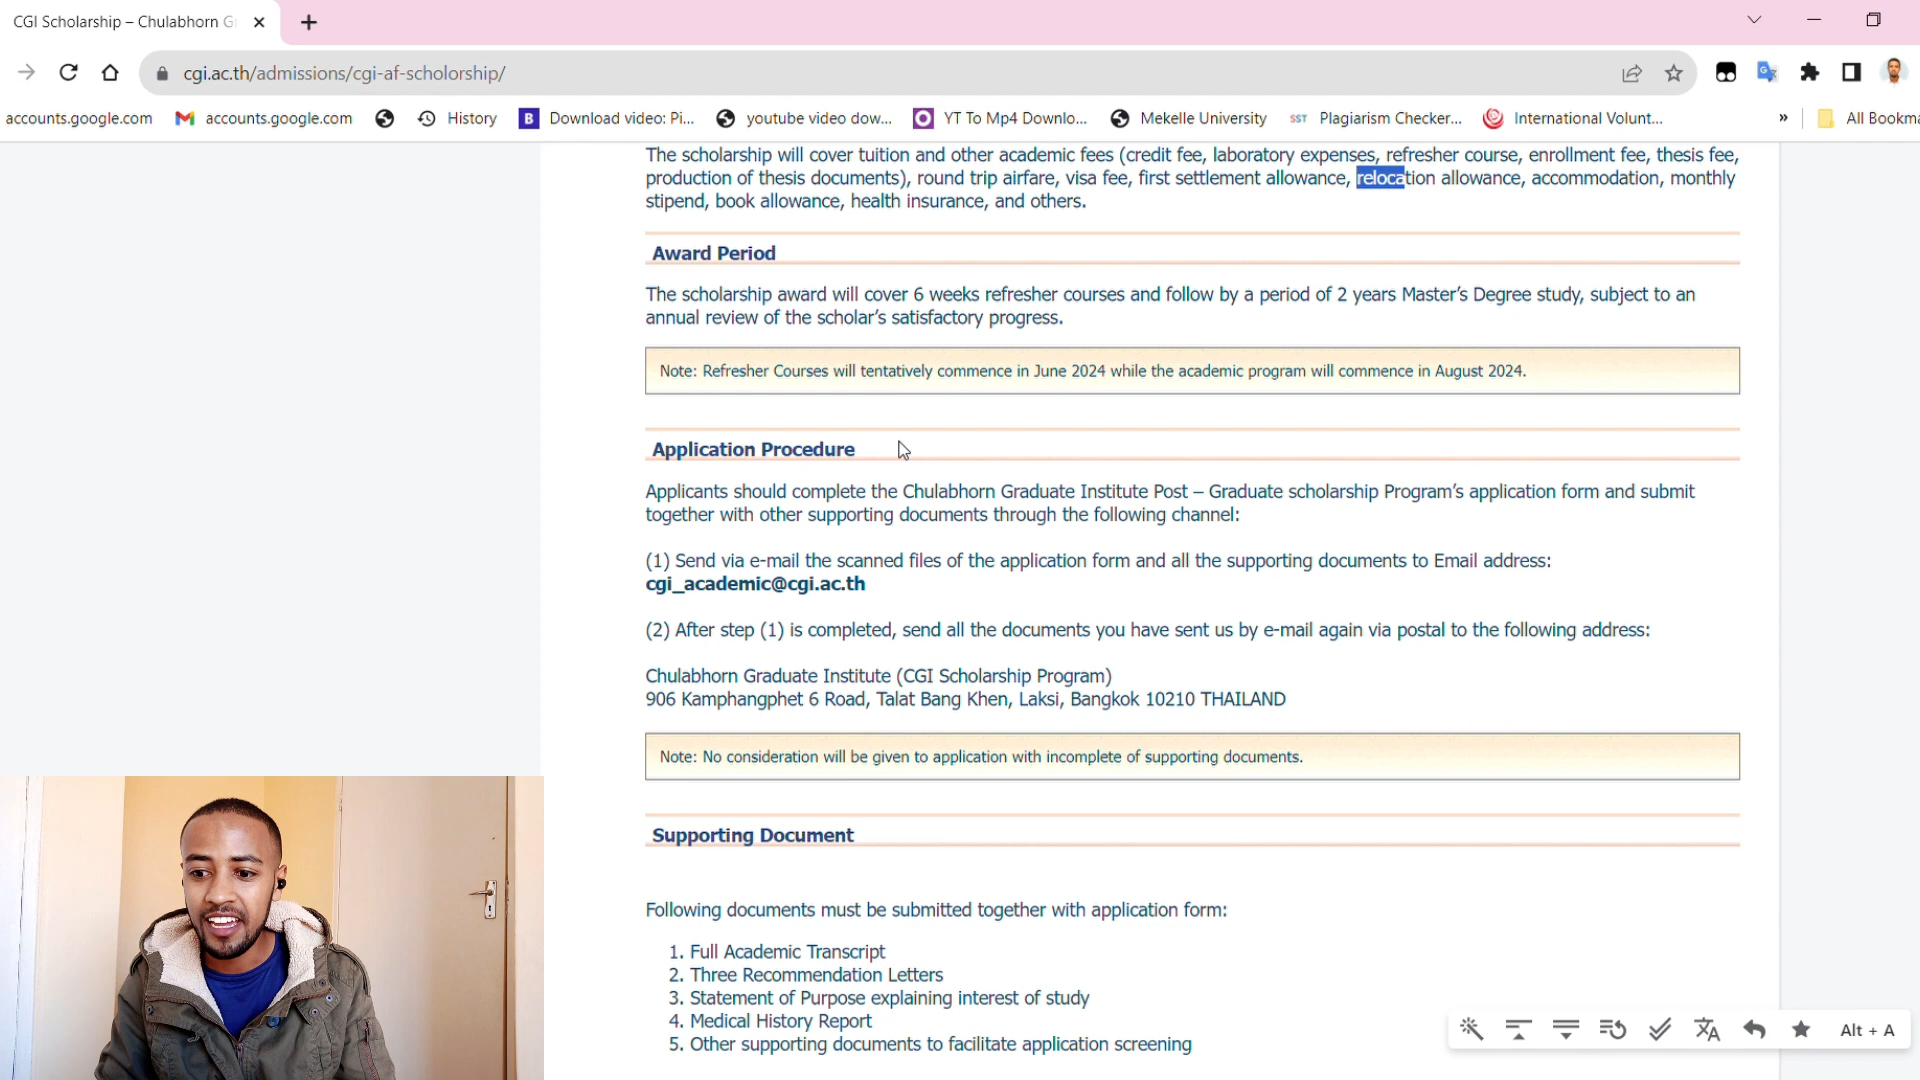 CGI Scholarship – Chulabhorn G
cgi.ac.th/admissions/cgi-af-scholorship/
accounts.google.com
accounts.google.com
History
B
Download video: Pi...
youtube video dow...
YT To Mp4 Downlo...
Mekelle University
SST
Plagiarism Checker...
International Volunt...
»
All Bookma
The scholarship will cover tuition and other academic fees (credit fee, laboratory expenses, refresher course, enrollment fee, thesis fee,
production of thesis documents), round trip airfare, visa fee, first settlement allowance, relocation allowance, accommodation, monthly
stipend, book allowance, health insurance, and others.
Award Period
The scholarship award will cover 6 weeks refresher courses and follow by a period of 2 years Master's Degree study, subject to an
annual review of the scholar's satisfactory progress.
Note: Refresher Courses will tentatively commence in June 2024 while the academic program will commence in August 2024.
Application Procedure
Applicants should complete the Chulabhorn Graduate Institute Post – Graduate scholarship Program's application form and submit
together with other supporting documents through the following channel:
(1) Send via e-mail the scanned files of the application form and all the supporting documents to Email address:
cgi_academic@cgi.ac.th
(2) After step (1) is completed, send all the documents you have sent us by e-mail again via postal to the following address:
Chulabhorn Graduate Institute (CGI Scholarship Program)
906 Kamphangphet 6 Road, Talat Bang Khen, Laksi, Bangkok 10210 THAILAND
Note: No consideration will be given to application with incomplete of supporting documents.
Supporting Document
Following documents must be submitted together with application form:
1. Full Academic Transcript
2. Three Recommendation Letters
3. Statement of Purpose explaining interest of study
4. Medical History Report
5. Other supporting documents to facilitate application screening
Alt + A